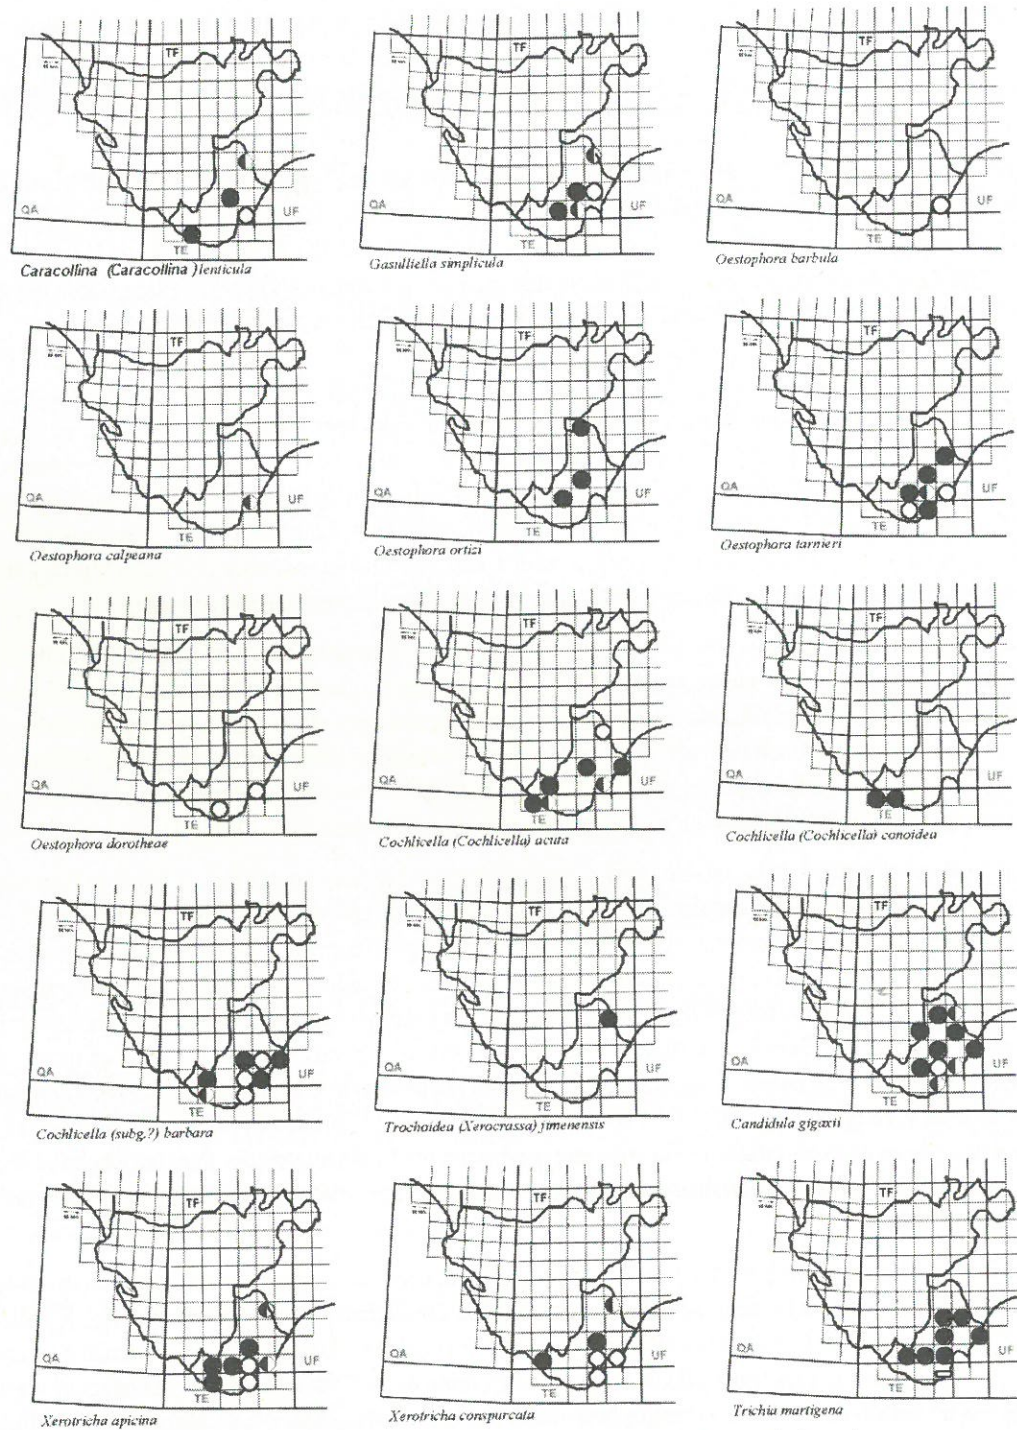 TF TF TF
QA UF QA UF QA UF
TE TE TE
Caracollina (Caracollina) lenticula Gasulliella simplicula Oestophora barbula
TF TF TF
QA UF QA UF QA UF
TE TE TE
Oestophora calpeana Oestophora ortizi Oestophora tarnieri
TF TF TF
QA UF QA UF QA UF
TE TE TE
Oestophora dorotheae Cochlicella (Cochlicella) acuta Cochlicella (Cochlicella) conoidea
TF TF
QA UF QA UF QA UF
TE TE TE
Cochlicella (subg.?) barbara Trochoidea (Xerocrassa) jimenensis Candidula gigaxii
TF TF TF
QA UF QA UF QA UF
TE TE TE
Xerotricha apicina Xerotricha conspurcata Trichia martigena